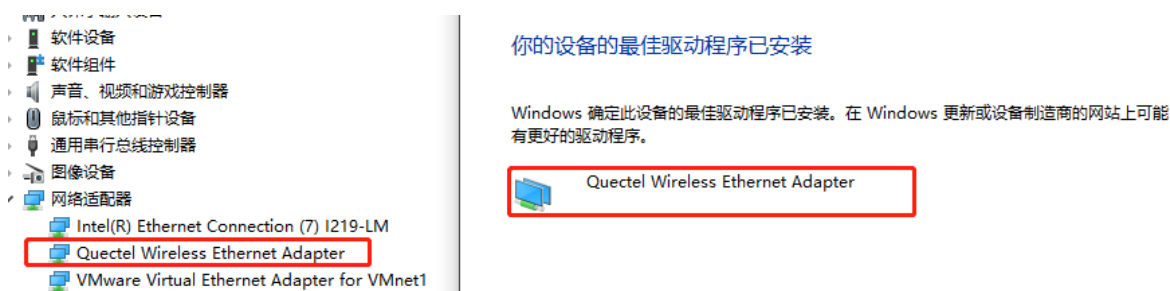 软件设备
软件组件
声音、视频和游戏控制器
鼠标和其他指针设备
通用串行总线控制器
图像设备
网络适配器
Intel(R) Ethernet Connection (7) I219-LM
Quectel Wireless Ethernet Adapter
VMware Virtual Ethernet Adapter for VMnet1
你的设备的最佳驱动程序已安装
Windows 确定此设备的最佳驱动程序已安装。在 Windows 更新或设备制造商的网站上可能
有更好的驱动程序。
Quectel Wireless Ethernet Adapter